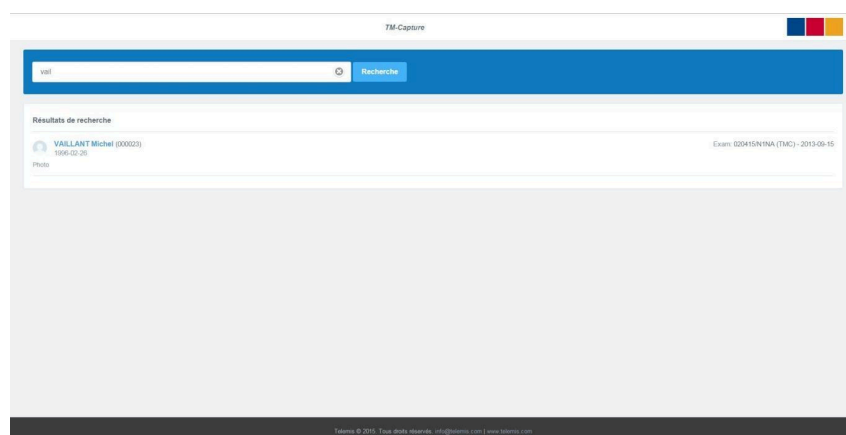 TM-Capture
vail
Recherche
Résultats de recherche
VAILLANT Michel (000023)
Exam: 020415/N1NA (TMC) - 2013-09-15
1996-02-26
Photo
Telemis © 2015. Tous droits réservés. info@telemis.com | www.telemis.com